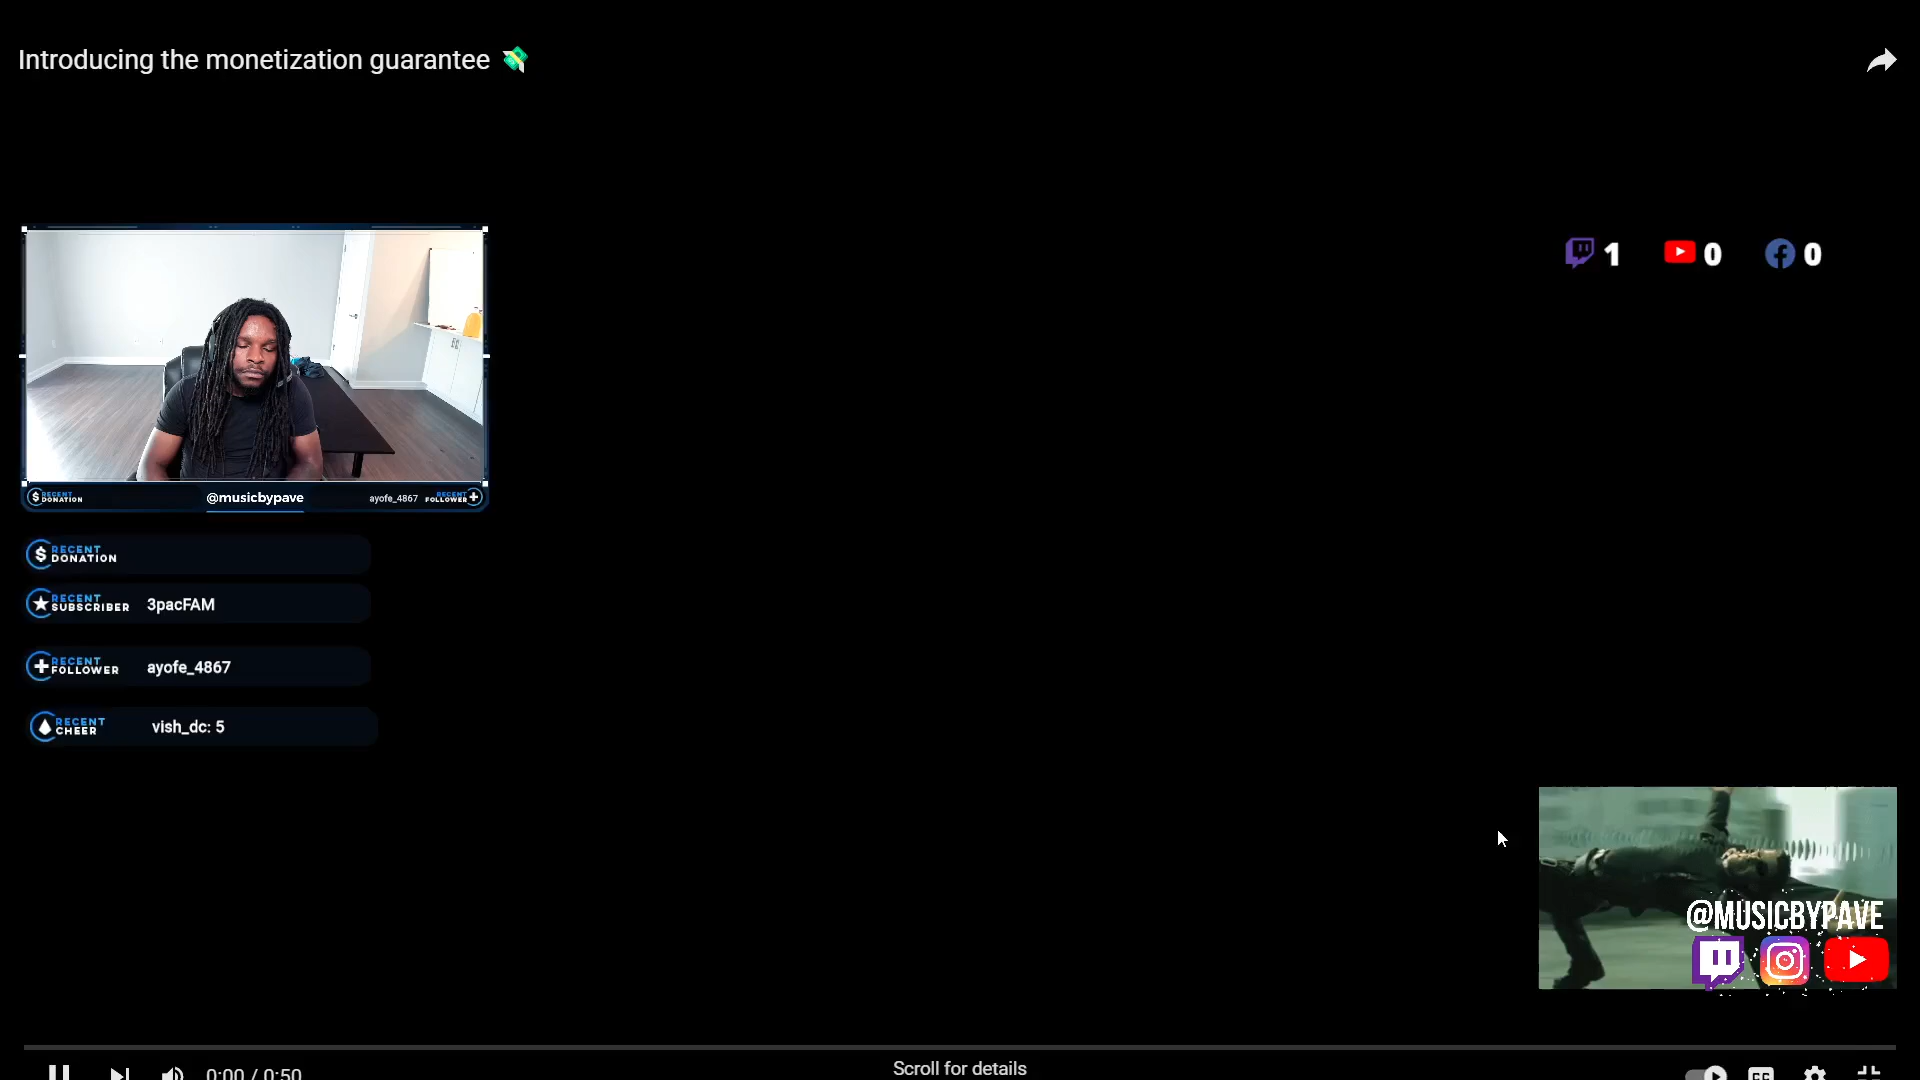 Introducing the monetization guarantee 💸
1 0 0
RECENT DONATION @musicbypave ayofe_4867 RECENT FOLLOWER
RECENT
DONATION
RECENT
SUBSCRIBER 3pacFAM
RECENT
FOLLOWER ayofe_4867
RECENT
CHEER vish_dc: 5
@MUSICBYPAVE
Scroll for details
0:00 / 0:50
CC